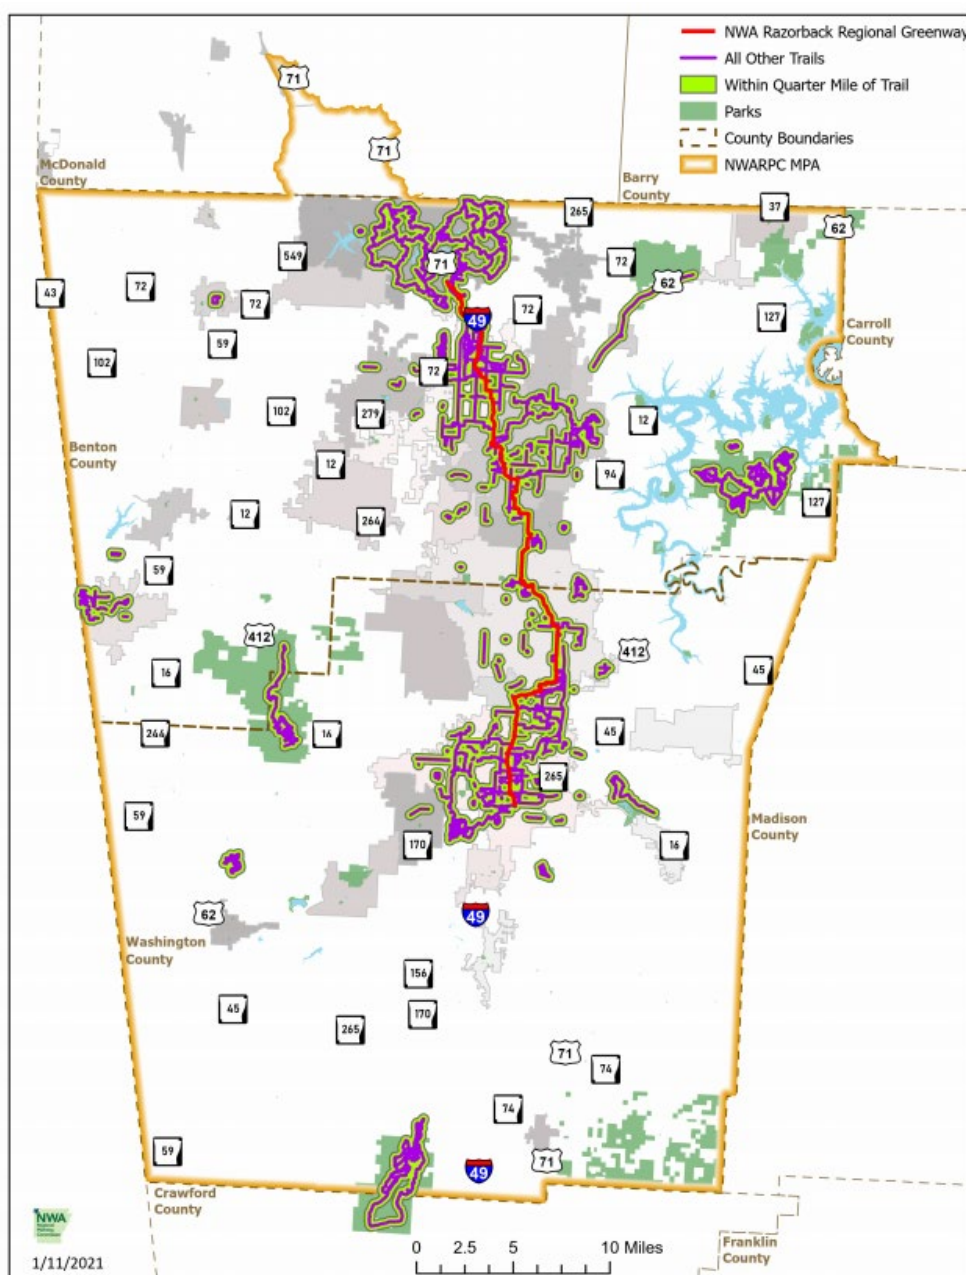 NWA Razorback Regional Greenway
All Other Trails
Within Quarter Mile of Trail
Parks
County Boundaries
NWARPC MPA
71
71
McDonald
County
Barry
County
265
37
62
549
71
72
62
43
72
72
49
72
127
59
Carroll
County
102
72
102
279
12
Benton
County
12
94
127
12
264
59
412
412
16
45
244
16
45
265
59
Madison
County
170
16
62
49
Washington
County
156
45
170
265
71
74
74
59
71
49
Crawford
County
NWA
Regional
Planning
Commission
1/11/2021
0 2.5 5 10 Miles
Franklin
County